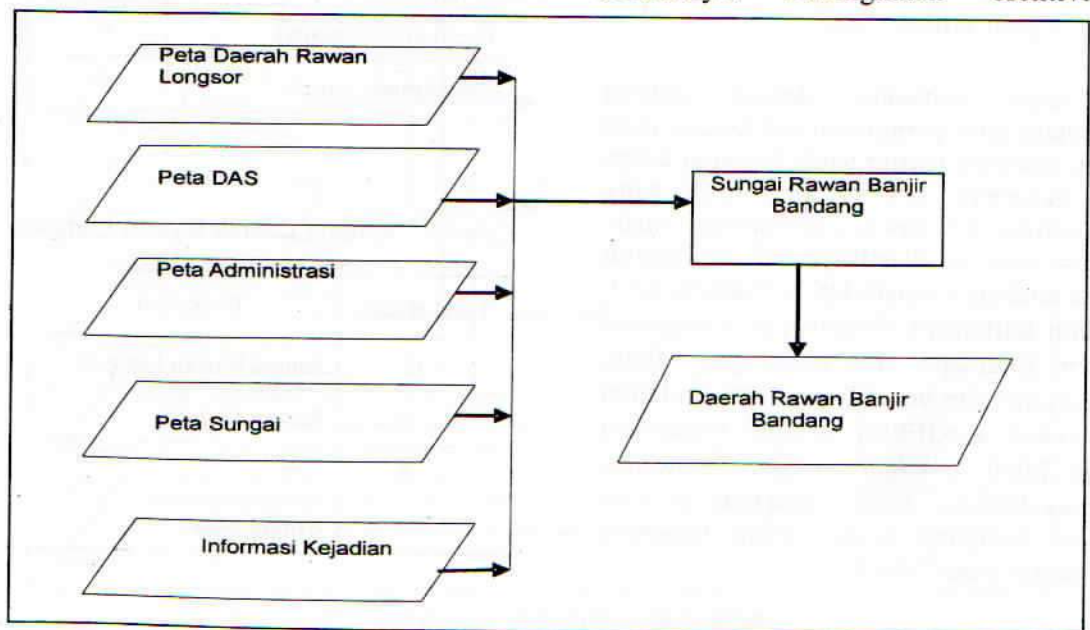 Peta Daerah Rawan
Longsor
Peta DAS
Peta Administrasi
Peta Sungai
Informasi Kejadian
Sungai Rawan Banjir
Bandang
Daerah Rawan Banjir
Bandang